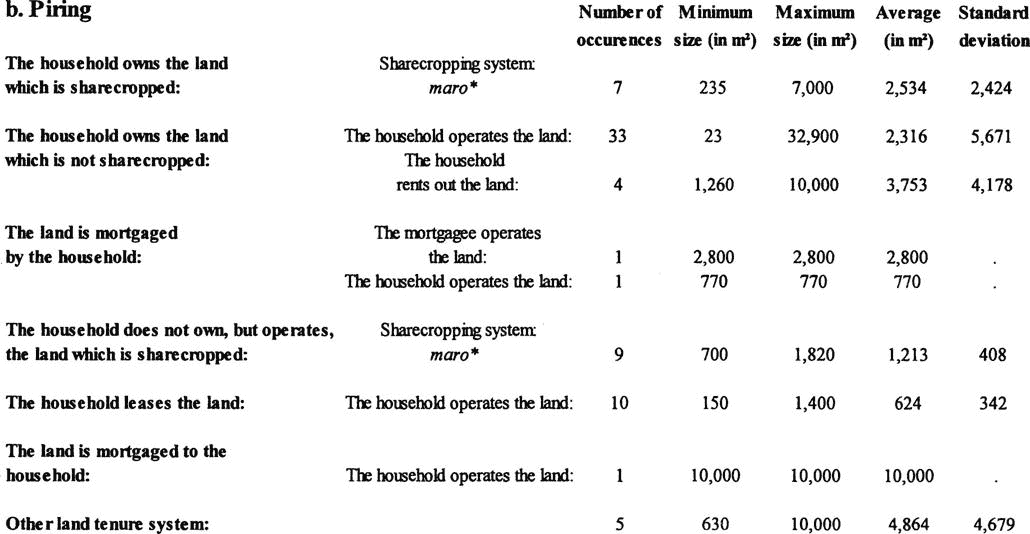 b. Piring
Number of Minimum Maximum Average Standard
occurences size (in m²) size (in m²) (in m²) deviation
The household owns the land Sharecropping system:
which is sharecropped: maro* 7 235 7,000 2,534 2,424
The household owns the land The household operates the land: 33 23 32,900 2,316 5,671
which is not sharecropped: The household
rents out the land: 4 1,260 10,000 3,753 4,178
The land is mortgaged The mortgagee operates
by the household: the land: 1 2,800 2,800 2,800 .
The household operates the land: 1 770 770 770 .
The household does not own, but operates, Sharecropping system:
the land which is sharecropped: maro* 9 700 1,820 1,213 408
The household leases the land: The household operates the land: 10 150 1,400 624 342
The land is mortgaged to the
household: The household operates the land: 1 10,000 10,000 10,000 .
Other land tenure system: 5 630 10,000 4,864 4,679